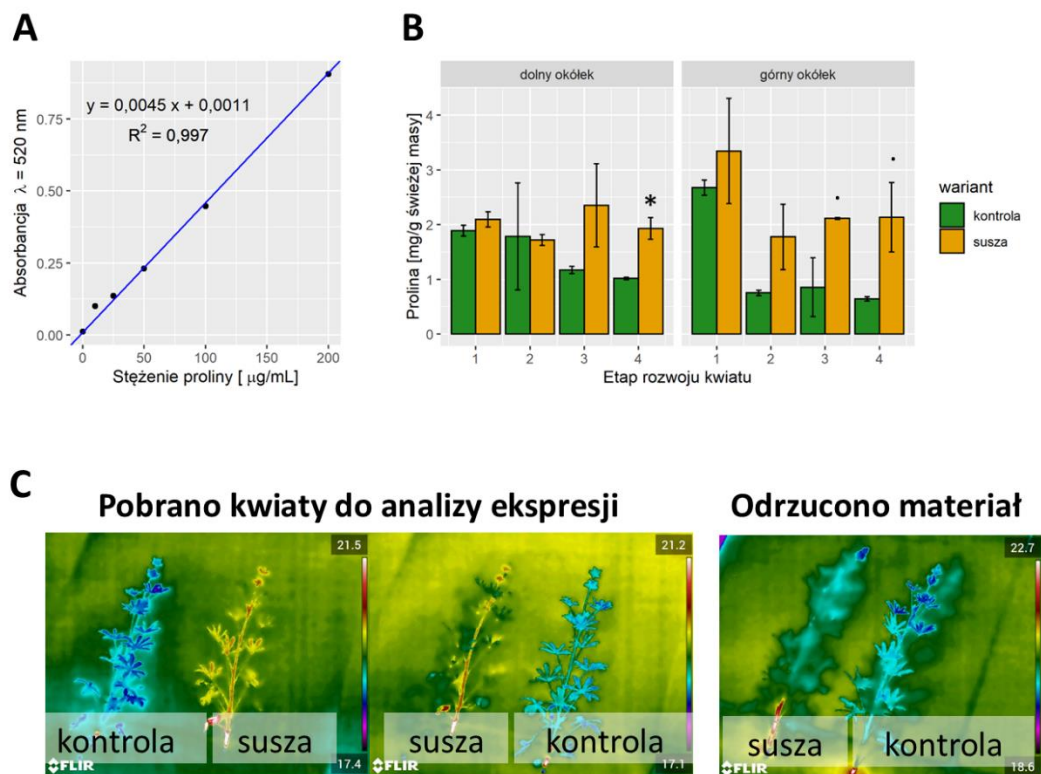 A
Absorbancja λ = 520 nm
0.75
0.50
0.25
0.00
y = 0,0045 x + 0,0011
R² = 0,997
0
50
100
150
200
Stężenie proliny [ μg/mL]
B
dolny okółek
górny okółek
Prolina [mg/g świeżej masy]
4
3
2
1
0
*
1
2
3
4
1
2
3
4
Etap rozwoju kwiatu
wariant
kontrola
susza
C
Pobrano kwiaty do analizy ekspresji
Odrzucono materiał
21.5
kontrola
susza
FLIR
17.4
21.2
susza
kontrola
FLIR
17.1
22.7
susza
kontrola
FLIR
18.6